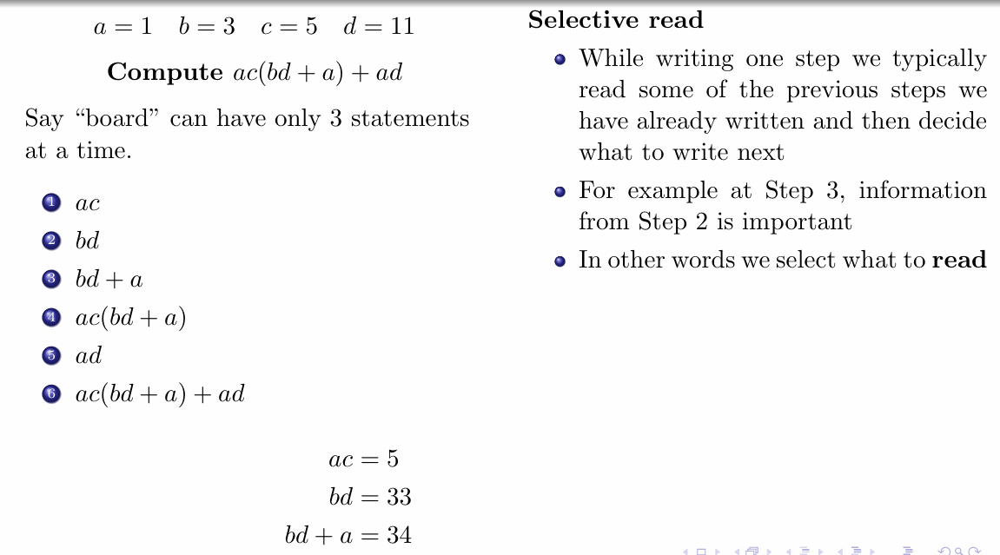 a = 1 b = 3 c = 5 d = 11
Compute ac(bd + a) + ad
Say “board” can have only 3 statements
at a time.
1 ac
2 bd
3 bd + a
4 ac(bd + a)
5 ad
6 ac(bd + a) + ad
ac = 5
bd = 33
bd + a = 34
Selective read
While writing one step we typically
read some of the previous steps we
have already written and then decide
what to write next
For example at Step 3, information
from Step 2 is important
In other words we select what to read